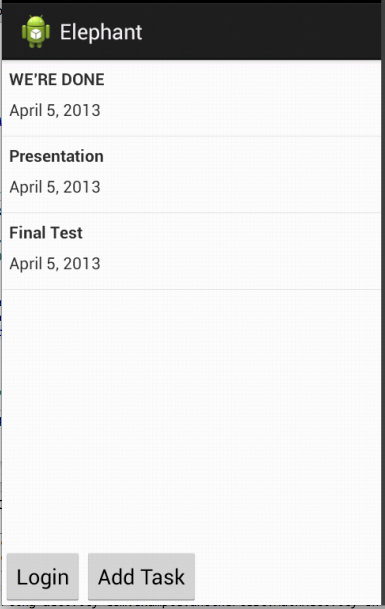 Elephant
WE'RE DONE
April 5, 2013
Presentation
April 5, 2013
Final Test
April 5, 2013
Login
Add Task